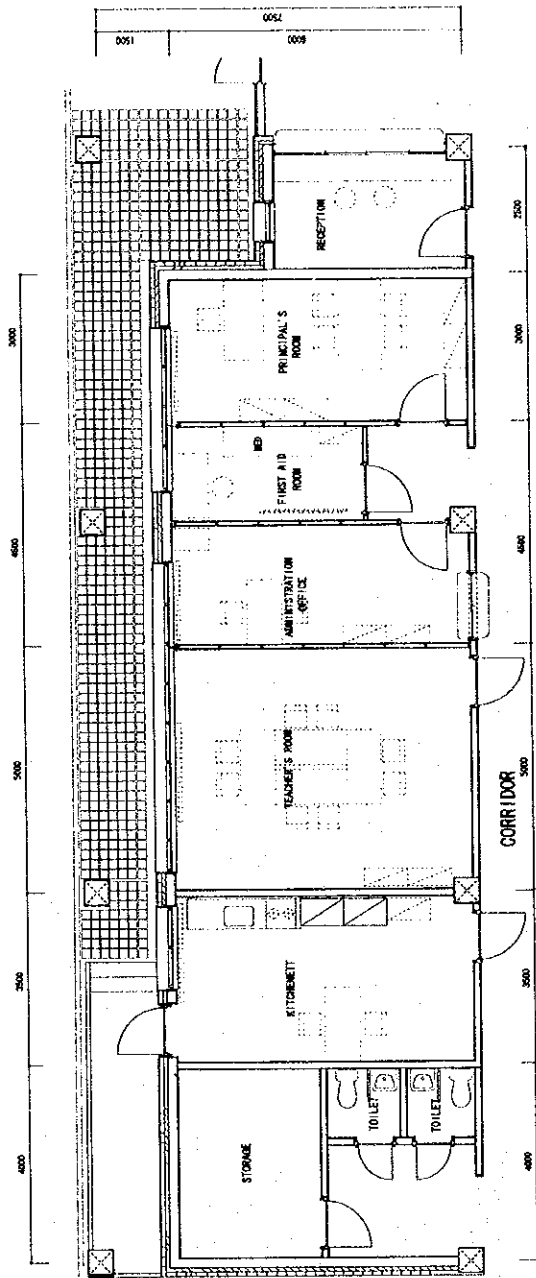 4000
3500
5000
4500
3000
1500
6000
7500
STORAGE
TOILET
TOILET
KITCHENETT
TEACHER'S ROOM
ADMINISTRATION
OFFICE
FIRST AID
ROOM
BED
PRINCIPAL'S
ROOM
RECEPTION
CORRIDOR
4000
3500
5000
4500
3000
2500